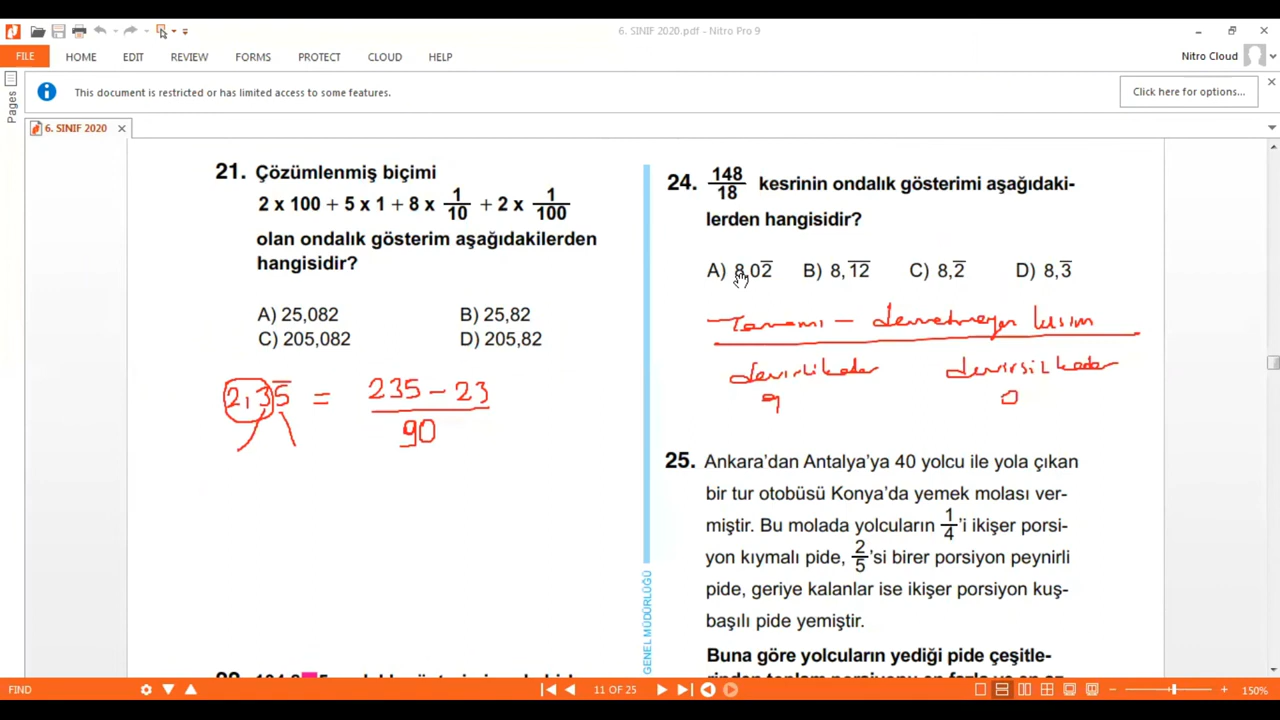 6. SINIF 2020.pdf - Nitro Pro 9
FILE HOME EDIT REVIEW FORMS PROTECT CLOUD HELP
Nitro Cloud
This document is restricted or has limited access to some features.
Click here for options...
Pages
6. SINIF 2020
21. Çözümlenmiş biçimi
2 x 100 + 5 x 1 + 8 x 1/10 + 2 x 1/100
olan ondalık gösterim aşağıdakilerden
hangisidir?
A) 25,082 B) 25,82
C) 205,082 D) 205,82
2,35̅ = 235 - 23 / 90
24. 148/18 kesrinin ondalık gösterimi aşağıdaki-
lerden hangisidir?
A) 8,02̅ B) 8,1̅2̅ C) 8,2̅ D) 8,3̅
Tamamı - devretmeyen kısım
devirli kadar devirsiz kadar
9 0
25. Ankara'dan Antalya'ya 40 yolcu ile yola çıkan
bir tur otobüsü Konya'da yemek molası ver-
miştir. Bu molada yolcuların 1/4'i ikişer porsi-
yon kıymalı pide, 2/5'si birer porsiyon peynirli
pide, geriye kalanlar ise ikişer porsiyon kuş-
başılı pide yemiştir.
Buna göre yolcuların yediği pide çeşitle-
GENEL MÜDÜRLÜĞÜ
FIND
11 OF 25
150%